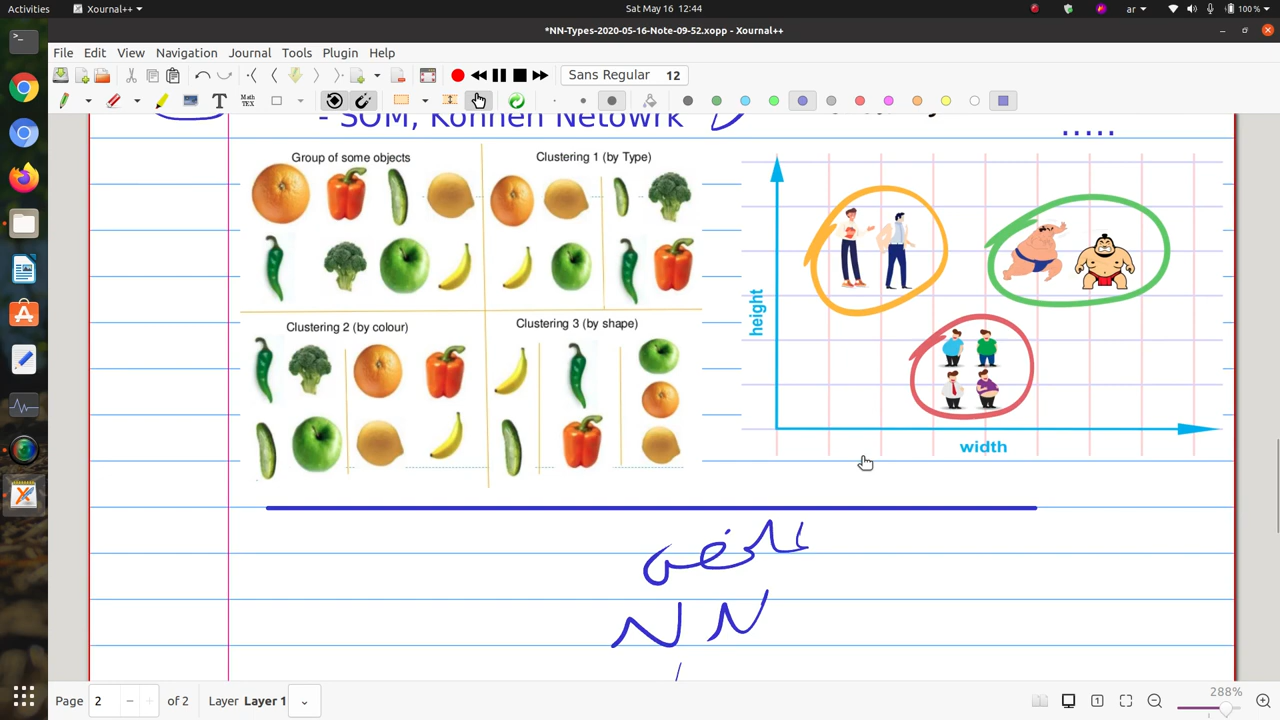 Activities
Xournal++
Sat May 16 12:44
ar
100 %
*NN-Types-2020-05-16-Note-09-52.xopp - Xournal++
File Edit View Navigation Journal Tools Plugin Help
Sans Regular 12
Math TEX
- SOM, Kohnen Netowrk
.....
Group of some objects
Clustering 1 (by Type)
Clustering 2 (by colour)
Clustering 3 (by shape)
height
width
N N
Page 2 of 2 Layer Layer 1
288%